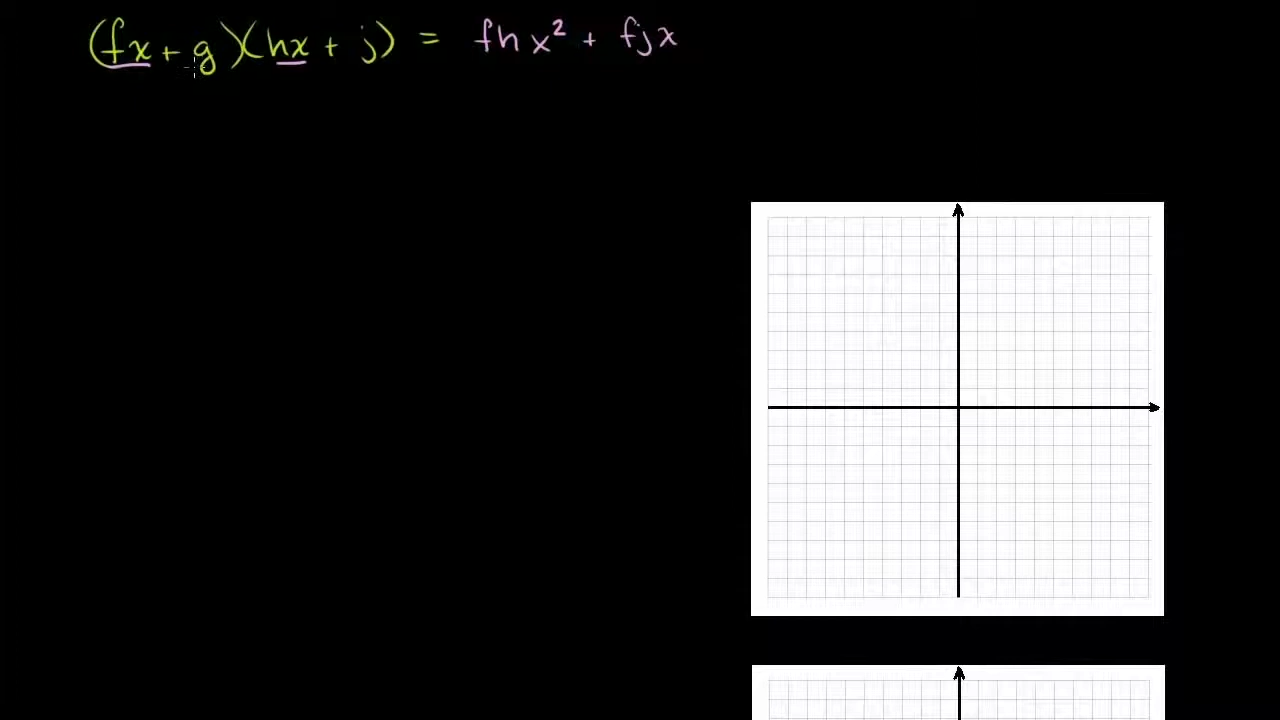 (fx + g)(hx + j) = fhx² + fjx